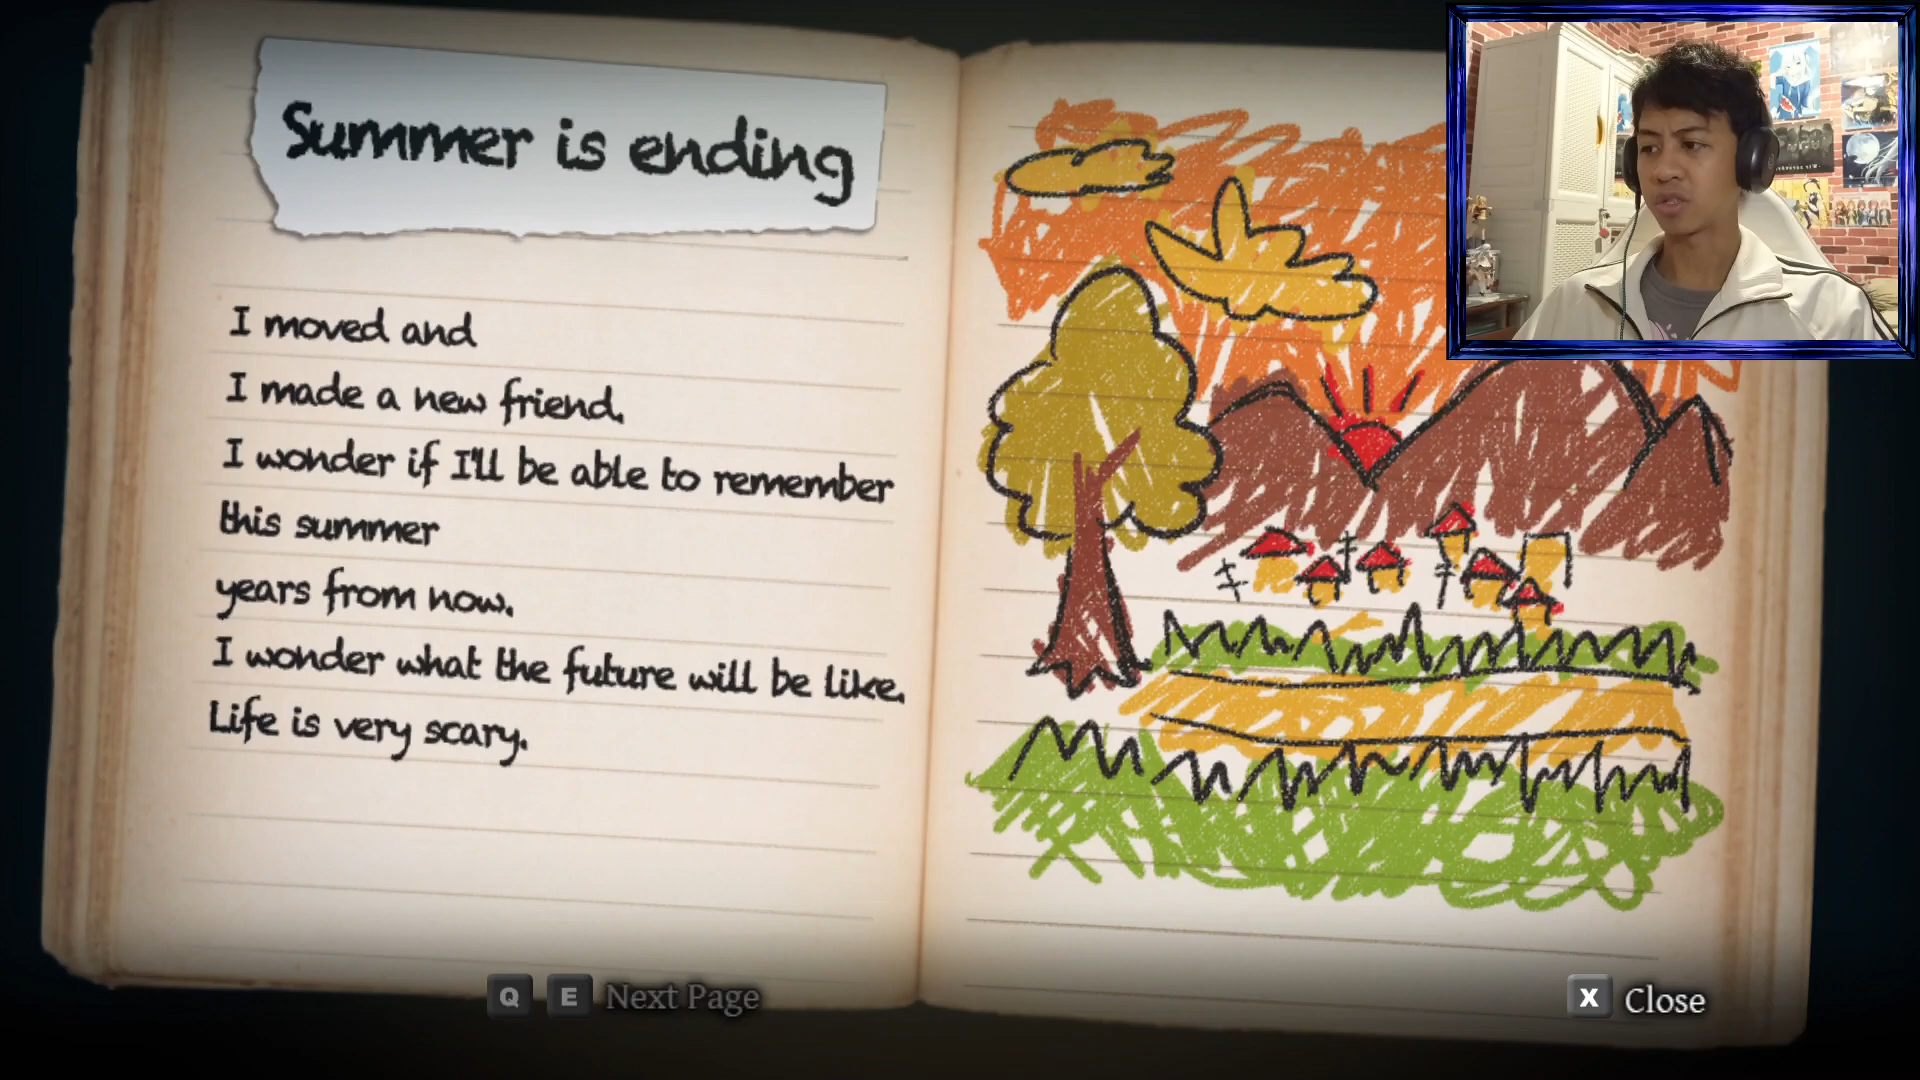 Summer is ending
I moved and
I made a new friend.
I wonder if I'll be able to remember
this summer
years from now.
I wonder what the future will be like.
Life is very scary.
Q E Next Page
X Close